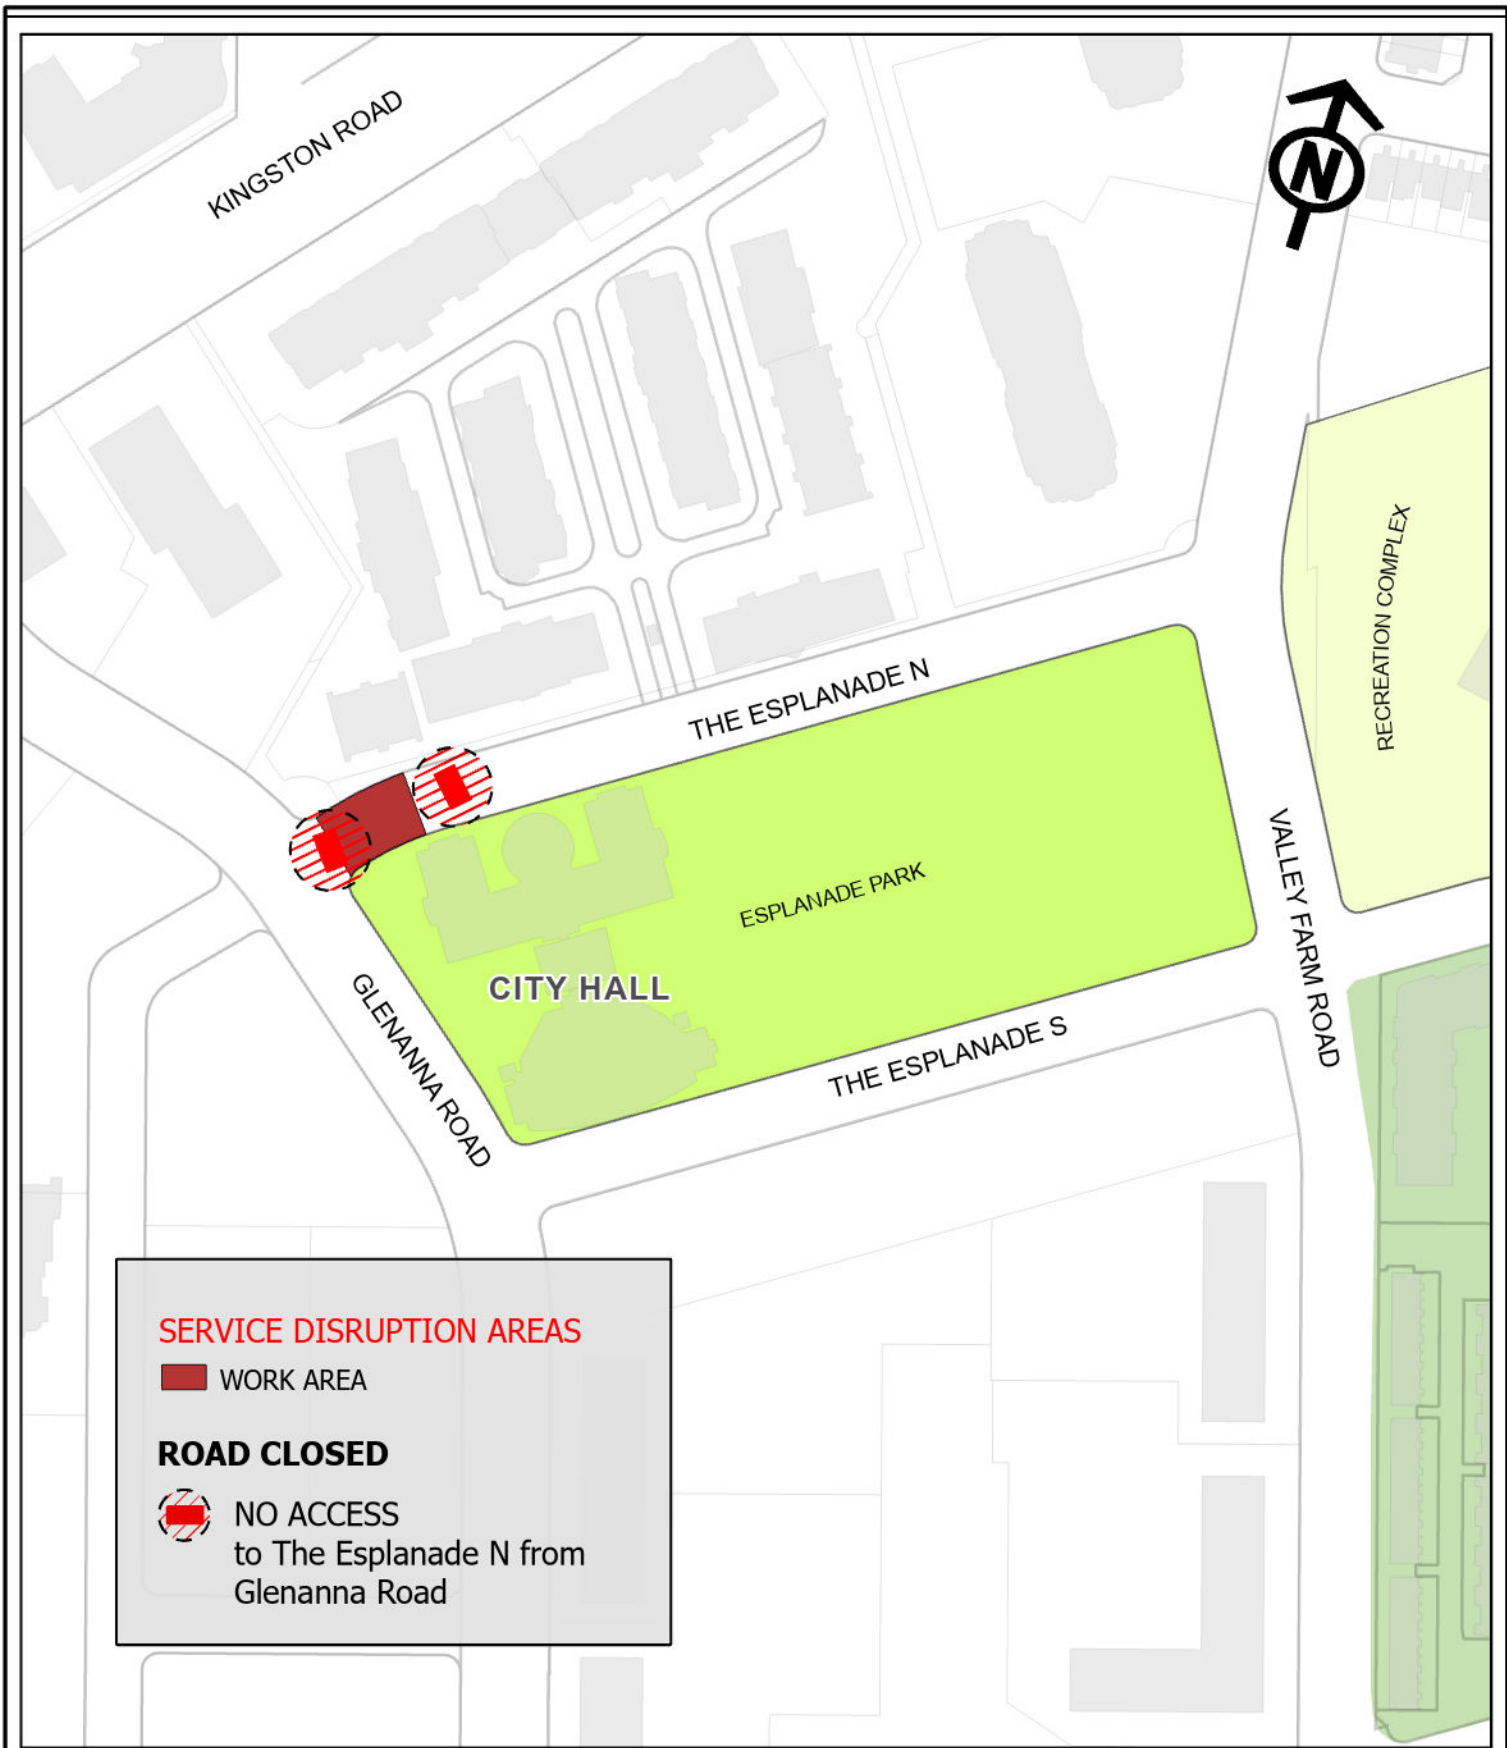 KINGSTON ROAD
N
RECREATION COMPLEX
THE ESPLANADE N
ESPLANADE PARK
VALLEY FARM ROAD
CITY HALL
GLENANNA ROAD
THE ESPLANADE S
SERVICE DISRUPTION AREAS
WORK AREA
ROAD CLOSED
NO ACCESS
to The Esplanade N from
Glenanna Road